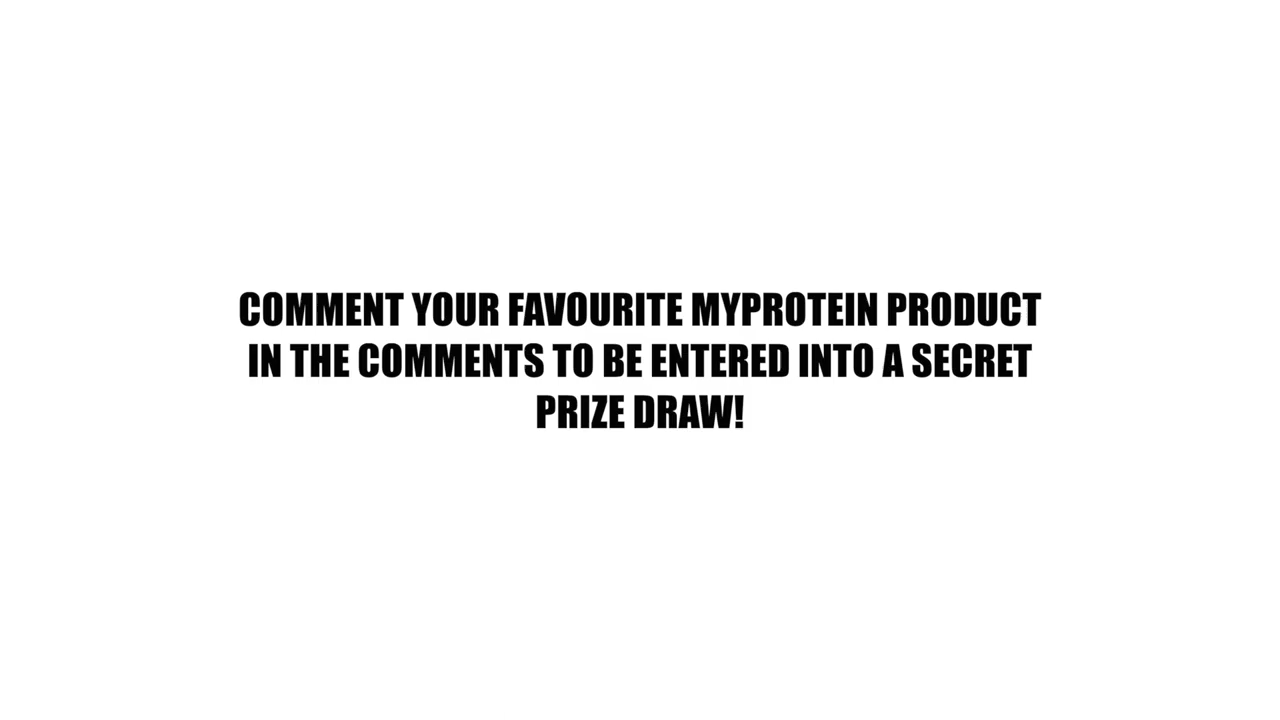 COMMENT YOUR FAVOURITE MYPROTEIN PRODUCT
IN THE COMMENTS TO BE ENTERED INTO A SECRET
PRIZE DRAW!